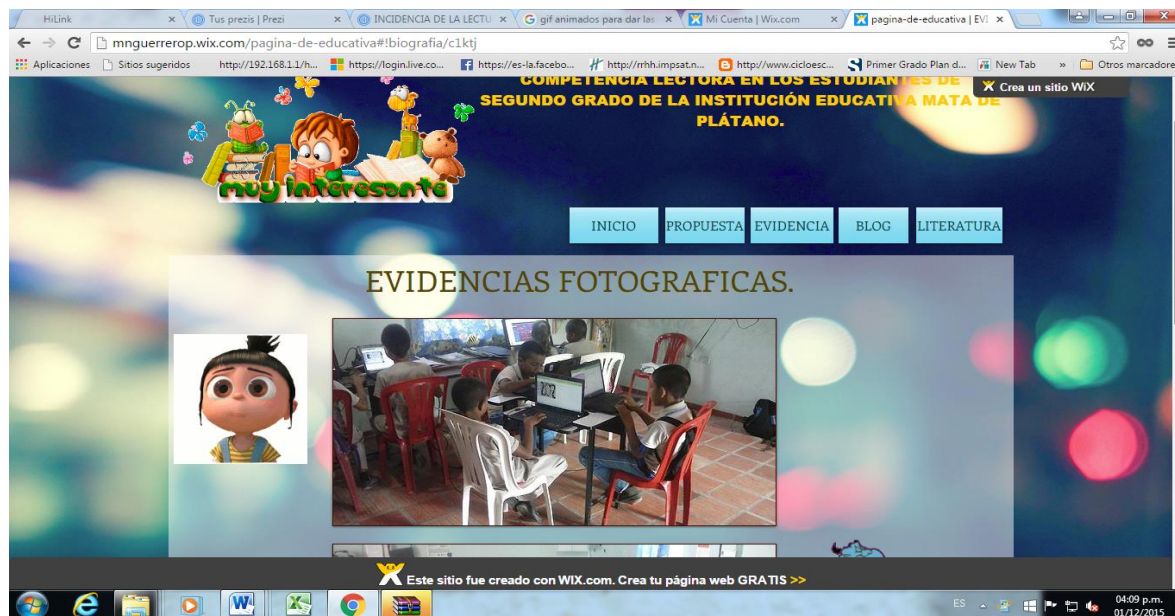 HiLink
Tus prezis | Prezi
INCIDENCIA DE LA LECTU
gif animados para dar las
Mi Cuenta | Wix.com
pagina-de-educativa | EVI
mnguerrerop.wix.com/pagina-de-educativa#!biografia/c1ktj
Aplicaciones Sitios sugeridos http://192.168.1.1/h... https://login.live.co... https://es-la.facebo... http://rrhh.impsat.n... http://www.cicloesc... Primer Grado Plan d... New Tab » Otros marcadore
COMPETENCIA LECTORA EN LOS ESTUDIANTES DE
SEGUNDO GRADO DE LA INSTITUCIÓN EDUCATIVA MATA DE
PLÁTANO.
Crea un sitio WiX
muy interesante
INICIO PROPUESTA EVIDENCIA BLOG LITERATURA
EVIDENCIAS FOTOGRAFICAS.
Este sitio fue creado con WIX.com. Crea tu página web GRATIS >>
ES
04:09 p.m.
01/12/2015